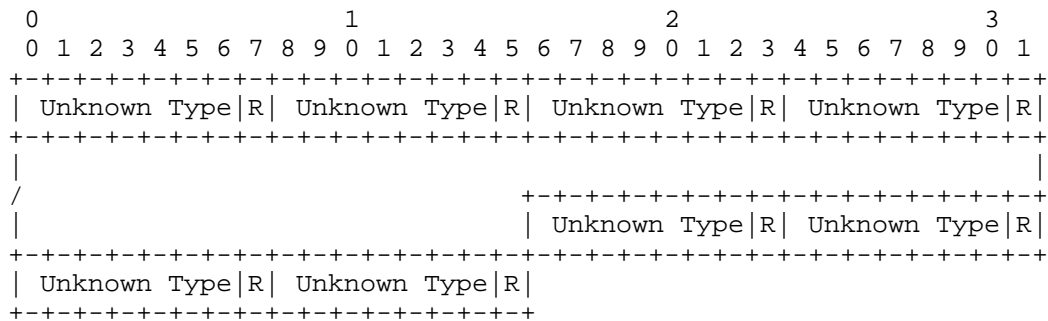 0                   1                   2                   3
 0 1 2 3 4 5 6 7 8 9 0 1 2 3 4 5 6 7 8 9 0 1 2 3 4 5 6 7 8 9 0 1
+-+-+-+-+-+-+-+-+-+-+-+-+-+-+-+-+-+-+-+-+-+-+-+-+-+-+-+-+-+-+-+-+
| Unknown Type|R| Unknown Type|R| Unknown Type|R| Unknown Type|R|
+-+-+-+-+-+-+-+-+-+-+-+-+-+-+-+-+-+-+-+-+-+-+-+-+-+-+-+-+-+-+-+-+
|                                                               |
/                               +-+-+-+-+-+-+-+-+-+-+-+-+-+-+-+-+
|                               | Unknown Type|R| Unknown Type|R|
+-+-+-+-+-+-+-+-+-+-+-+-+-+-+-+-+-+-+-+-+-+-+-+-+-+-+-+-+-+-+-+-+
| Unknown Type|R| Unknown Type|R|
+-+-+-+-+-+-+-+-+-+-+-+-+-+-+-+-+